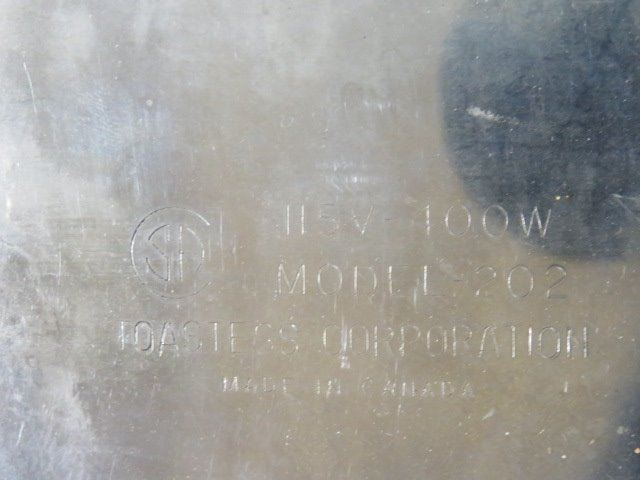 115V-400W
MODEL-202
TOASTESS CORPORATION
MADE IN CANADA